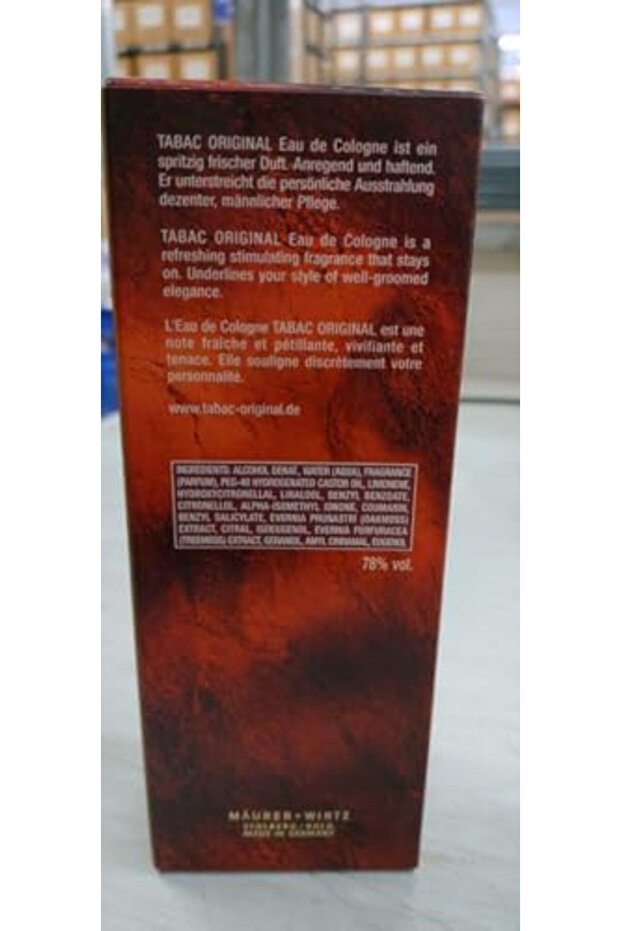 TABAC ORIGINAL Eau de Cologne ist ein
spritzig frischer Duft. Anregend und haftend.
Er unterstreicht die persönliche Ausstrahlung
dezenter, männlicher Pflege.
TABAC ORIGINAL Eau de Cologne is a
refreshing stimulating fragrance that stays
on. Underlines your style of well-groomed
elegance.
L'Eau de Cologne TABAC ORIGINAL est une
note fraîche et pétillante, vivifiante et
tenace. Elle souligne discrètement votre
personnalité.
www.tabac-original.de
INGREDIENTS: ALCOHOL DENAT., WATER (AQUA), FRAGRANCE
(PARFUM), PEG-40 HYDROGENATED CASTOR OIL, LIMONENE,
HYDROXYCITRONELLAL, LINALOOL, BENZYL BENZOATE,
CITRONELLOL, ALPHA-ISOMETHYL IONONE, COUMARIN,
BENZYL SALICYLATE, EVERNIA PRUNASTRI (OAKMOSS)
EXTRACT, CITRAL, ISOEUGENOL, EVERNIA FURFURACEA
(TREEMOSS) EXTRACT, GERANIOL, AMYL CINNAMAL, EUGENOL
78% vol.
MÄURER + WIRTZ
STOLBERG / RHLD.
MADE IN GERMANY